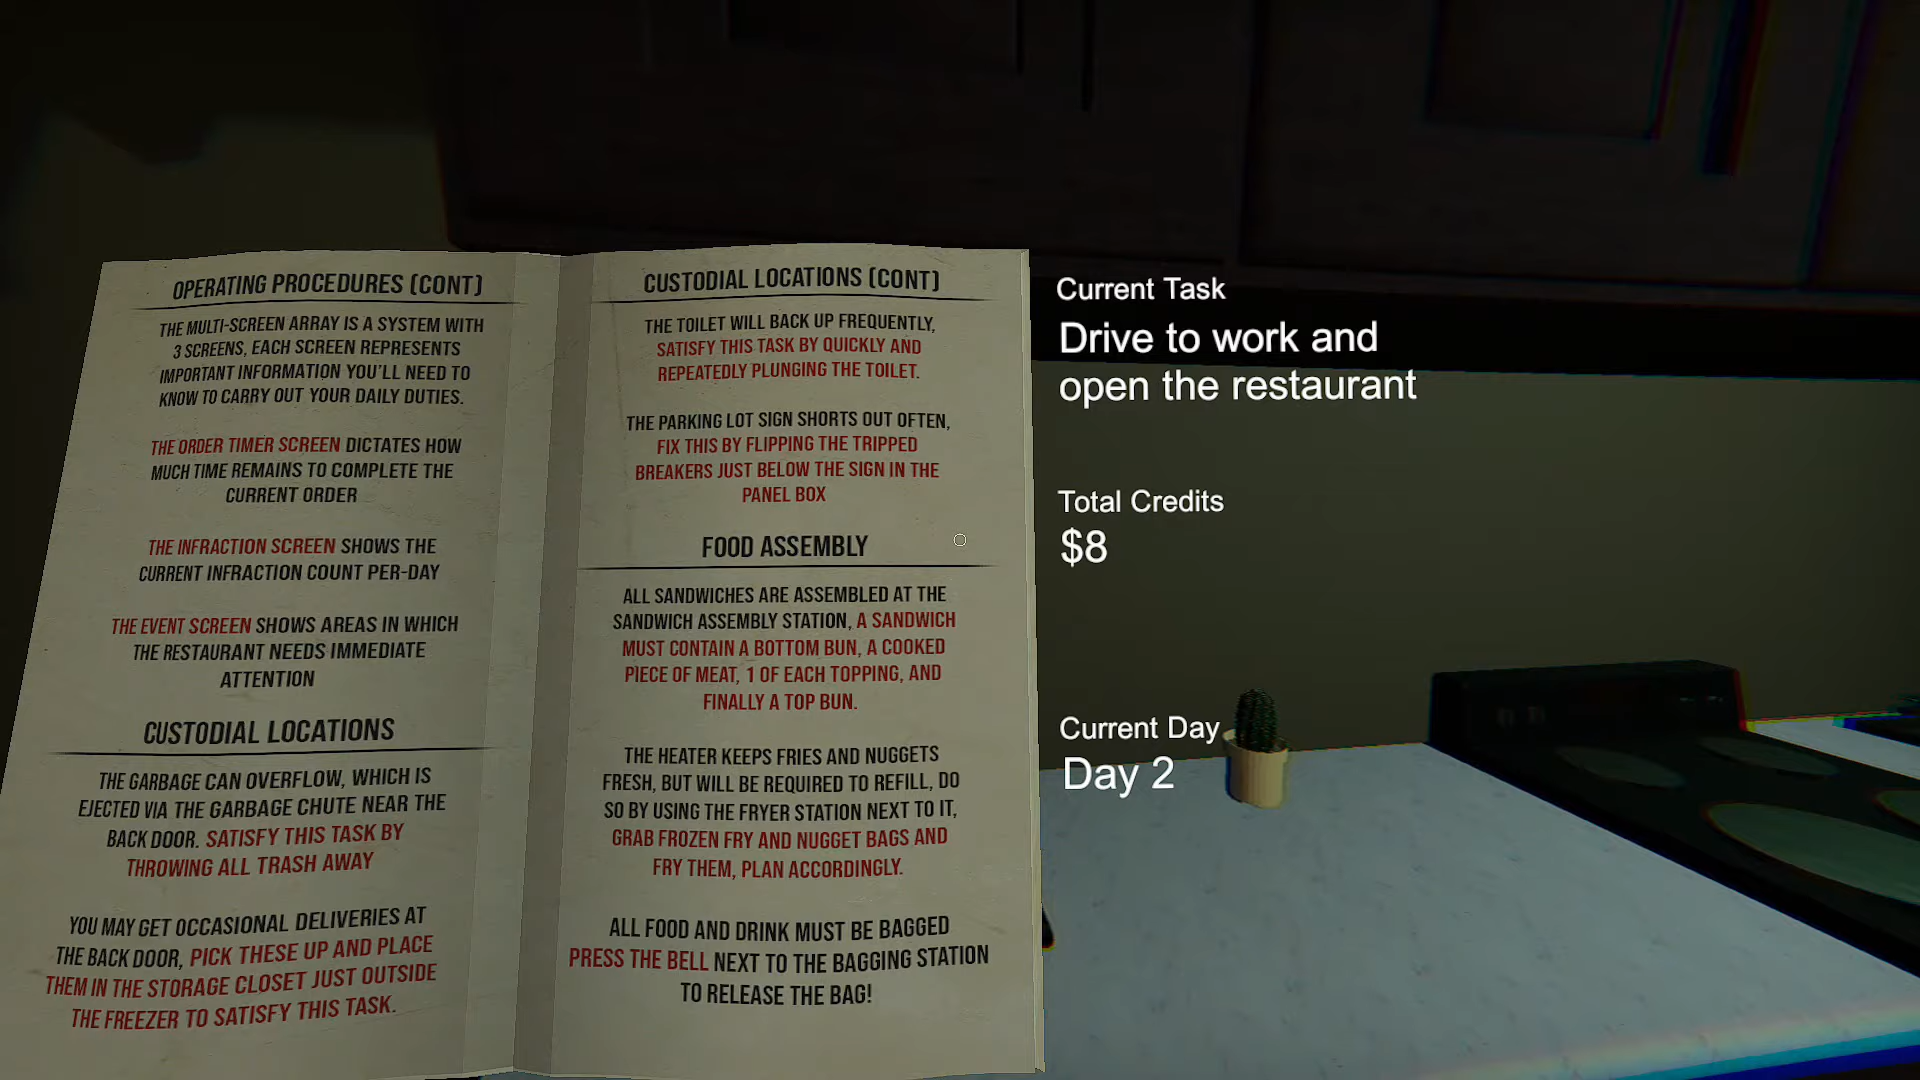 OPERATING PROCEDURES (CONT)
THE MULTI-SCREEN ARRAY IS A SYSTEM WITH
3 SCREENS, EACH SCREEN REPRESENTS
IMPORTANT INFORMATION YOU'LL NEED TO
KNOW TO CARRY OUT YOUR DAILY DUTIES.
THE ORDER TIMER SCREEN DICTATES HOW
MUCH TIME REMAINS TO COMPLETE THE
CURRENT ORDER
THE INFRACTION SCREEN SHOWS THE
CURRENT INFRACTION COUNT PER-DAY
THE EVENT SCREEN SHOWS AREAS IN WHICH
THE RESTAURANT NEEDS IMMEDIATE
ATTENTION
CUSTODIAL LOCATIONS
THE GARBAGE CAN OVERFLOW, WHICH IS
EJECTED VIA THE GARBAGE CHUTE NEAR THE
BACK DOOR. SATISFY THIS TASK BY
THROWING ALL TRASH AWAY
YOU MAY GET OCCASIONAL DELIVERIES AT
THE BACK DOOR, PICK THESE UP AND PLACE
THEM IN THE STORAGE CLOSET JUST OUTSIDE
THE FREEZER TO SATISFY THIS TASK.
CUSTODIAL LOCATIONS (CONT)
THE TOILET WILL BACK UP FREQUENTLY,
SATISFY THIS TASK BY QUICKLY AND
REPEATEDLY PLUNGING THE TOILET.
THE PARKING LOT SIGN SHORTS OUT OFTEN,
FIX THIS BY FLIPPING THE TRIPPED
BREAKERS JUST BELOW THE SIGN IN THE
PANEL BOX
FOOD ASSEMBLY
ALL SANDWICHES ARE ASSEMBLED AT THE
SANDWICH ASSEMBLY STATION, A SANDWICH
MUST CONTAIN A BOTTOM BUN, A COOKED
PIECE OF MEAT, 1 OF EACH TOPPING, AND
FINALLY A TOP BUN.
THE HEATER KEEPS FRIES AND NUGGETS
FRESH, BUT WILL BE REQUIRED TO REFILL, DO
SO BY USING THE FRYER STATION NEXT TO IT,
GRAB FROZEN FRY AND NUGGET BAGS AND
FRY THEM, PLAN ACCORDINGLY.
ALL FOOD AND DRINK MUST BE BAGGED
PRESS THE BELL NEXT TO THE BAGGING STATION
TO RELEASE THE BAG!
Current Task
Drive to work and
open the restaurant
Total Credits
$8
Current Day
Day 2